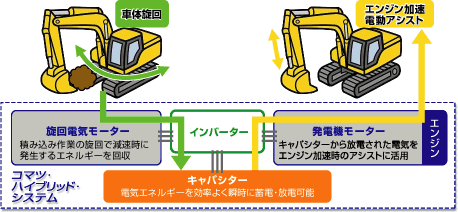 車体旋回
エンジン加速
電動アシスト
旋回電気モーター
積み込み作業の旋回で減速時に
発生するエネルギーを回収
インバーター
発電機モーター
キャパシターから放電された電気を
エンジン加速時のアシストに活用
エンジン
コマツ・
ハイブリッド・
システム
キャパシター
電気エネルギーを効率よく瞬時に蓄電・放電可能